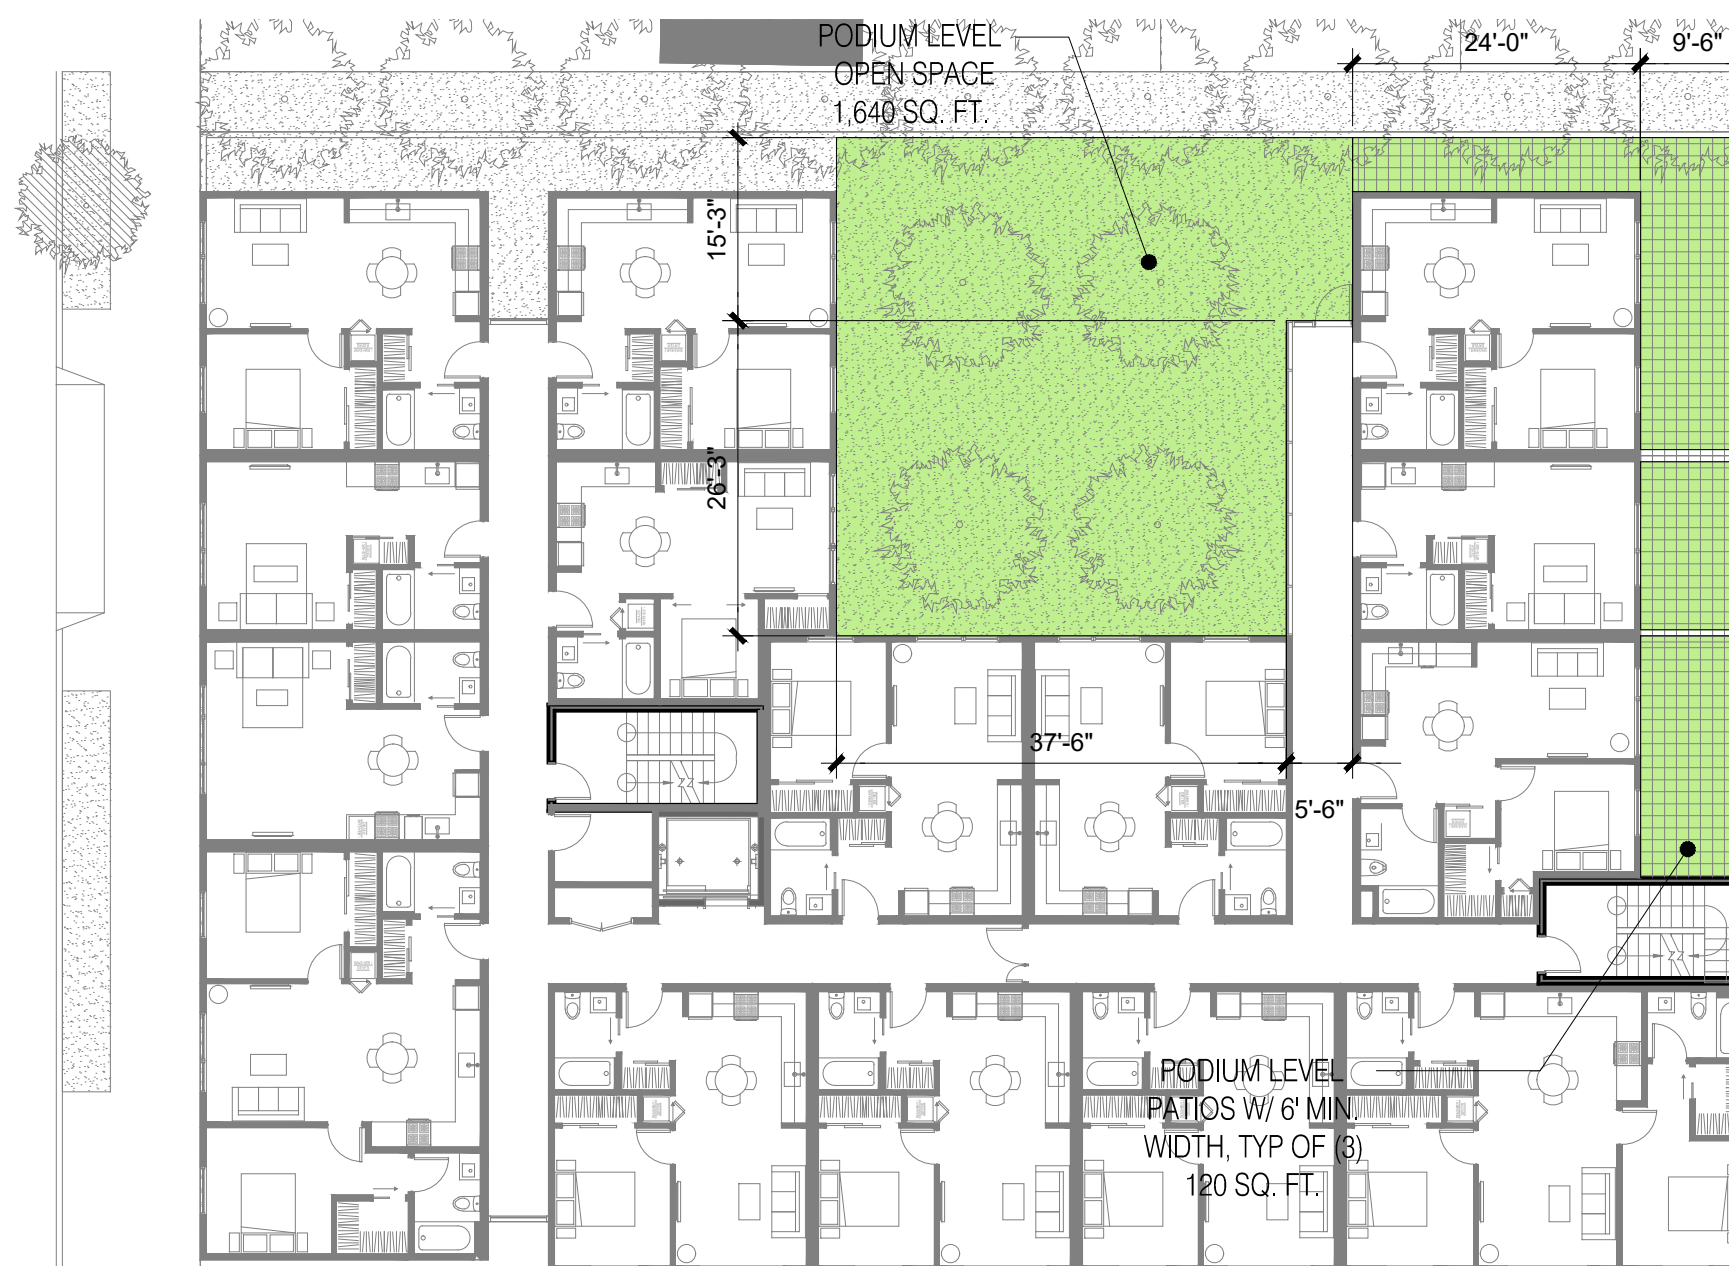 PODIUM LEVEL
OPEN SPACE
1,640 SQ. FT.
24'-0"
9'-6"
15'-3"
26'-3"
37'-6"
5'-6"
PODIUM LEVEL
PATIOS W/ 6' MIN.
WIDTH, TYP OF (3)
120 SQ. FT.